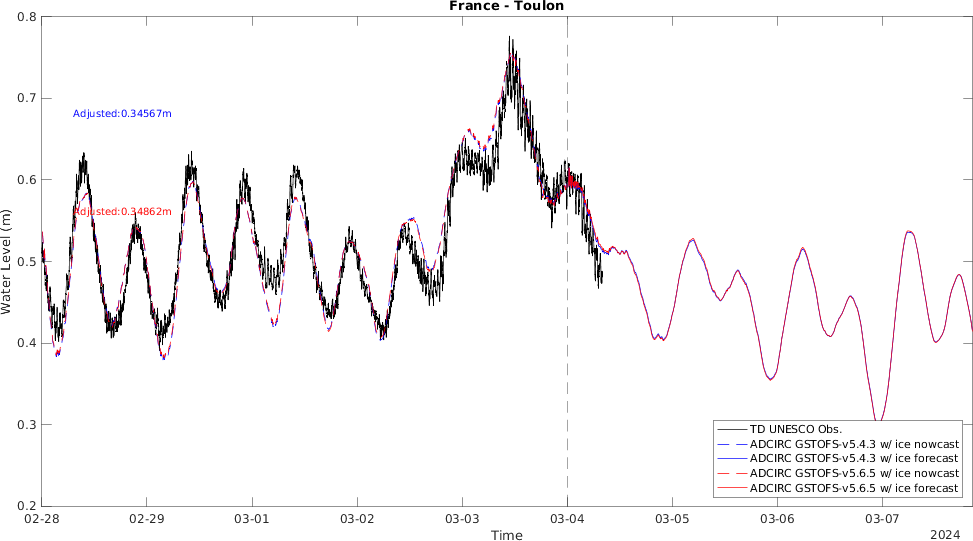 France - Toulon
0.8
0.7
0.6
0.5
0.4
0.3
0.2
Water Level (m)
Adjusted:0.34567m
Adjusted:0.34862m
TD UNESCO Obs.
ADCIRC GSTOFS-v5.4.3 w/ ice nowcast
ADCIRC GSTOFS-v5.4.3 w/ ice forecast
ADCIRC GSTOFS-v5.6.5 w/ ice nowcast
ADCIRC GSTOFS-v5.6.5 w/ ice forecast
02-28 02-29 03-01 03-02 03-03 03-04 03-05 03-06 03-07
Time
2024